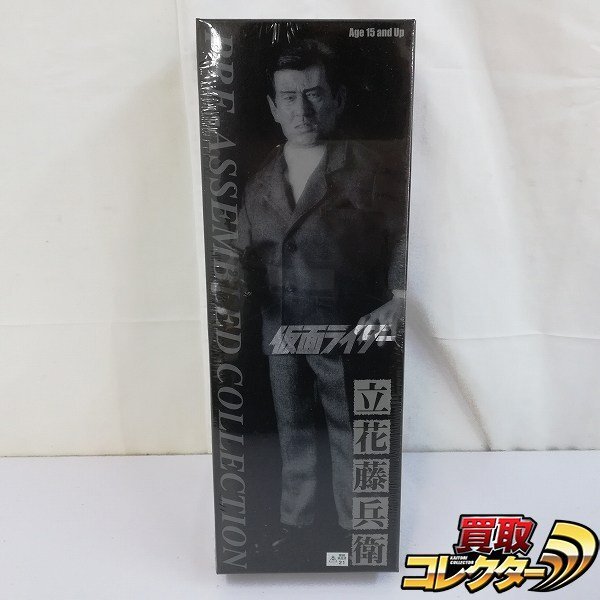 Age 15 and Up
PRE-ASSEMBLED COLLECTION
仮面ライダー
立花藤兵衛
買取
KAITORI COLLECTOR
コレクター